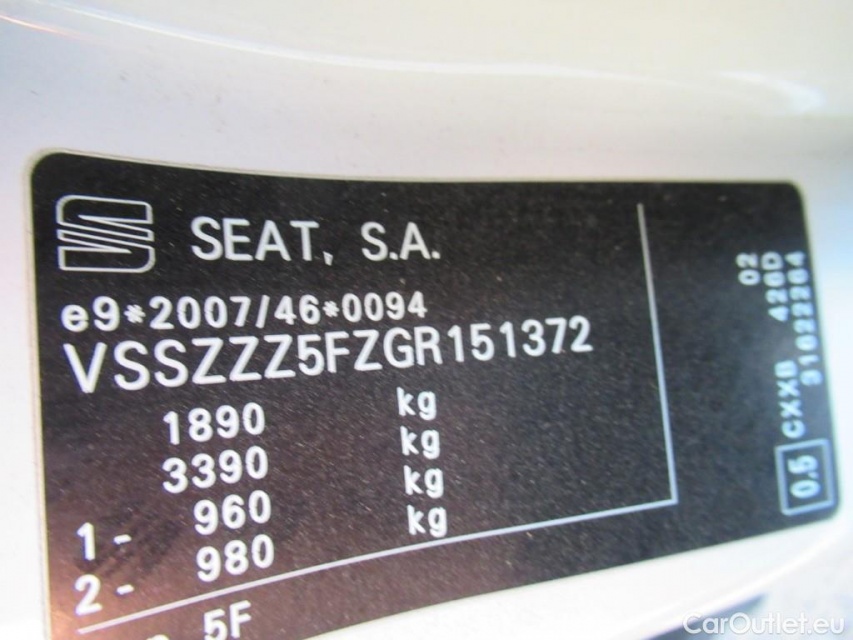 SEAT, S.A.
e9*2007/46*0094
VSSZZZ5FZGR151372
1890 kg
3390 kg
1- 960 kg
2- 980 kg
5F
02
426D
31622264
CXXB
0.5
CarOutlet.eu